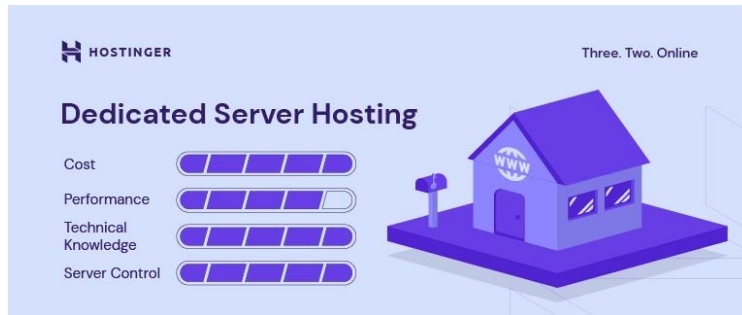 HOSTINGER
Three. Two. Online
Dedicated Server Hosting
Cost
Performance
Technical
Knowledge
Server Control
WWW